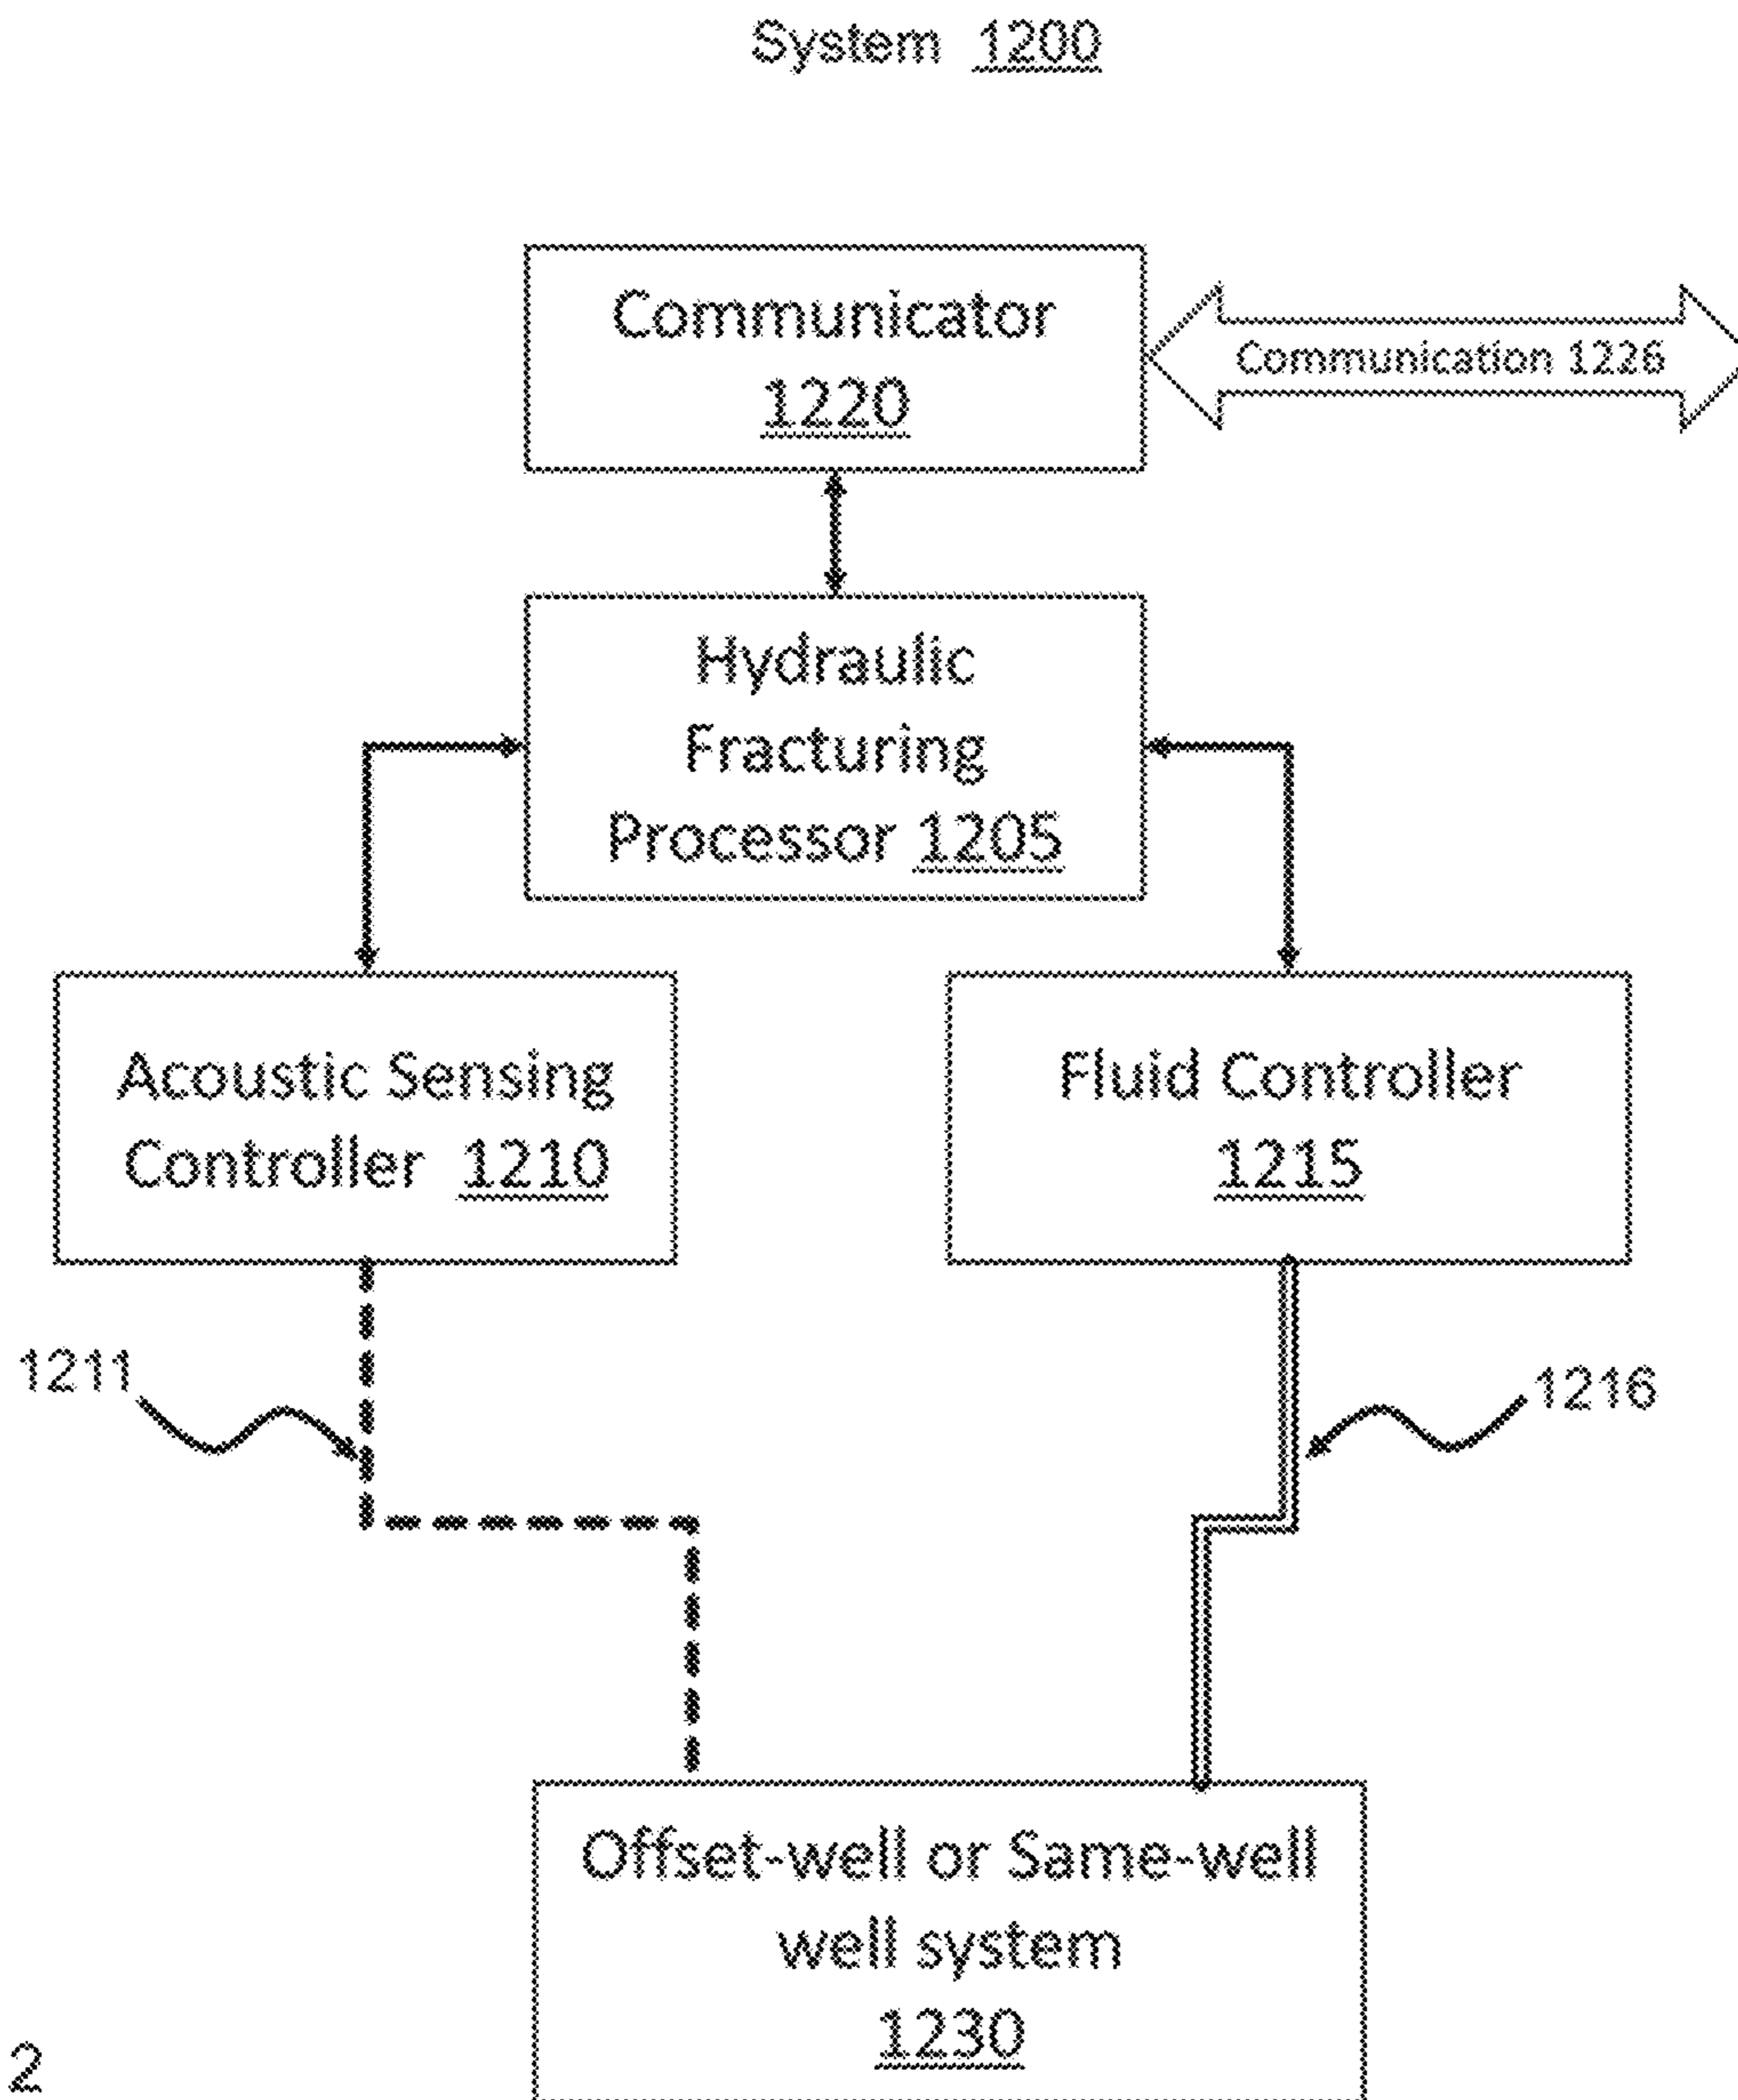 System 1200
Communicator
1220
Communication 1226
Hydraulic
Fracturing
Processor 1205
Acoustic Sensing
Controller 1210
Fluid Controller
1215
1211
1216
Offset-well or Same-well
well system
1230
2